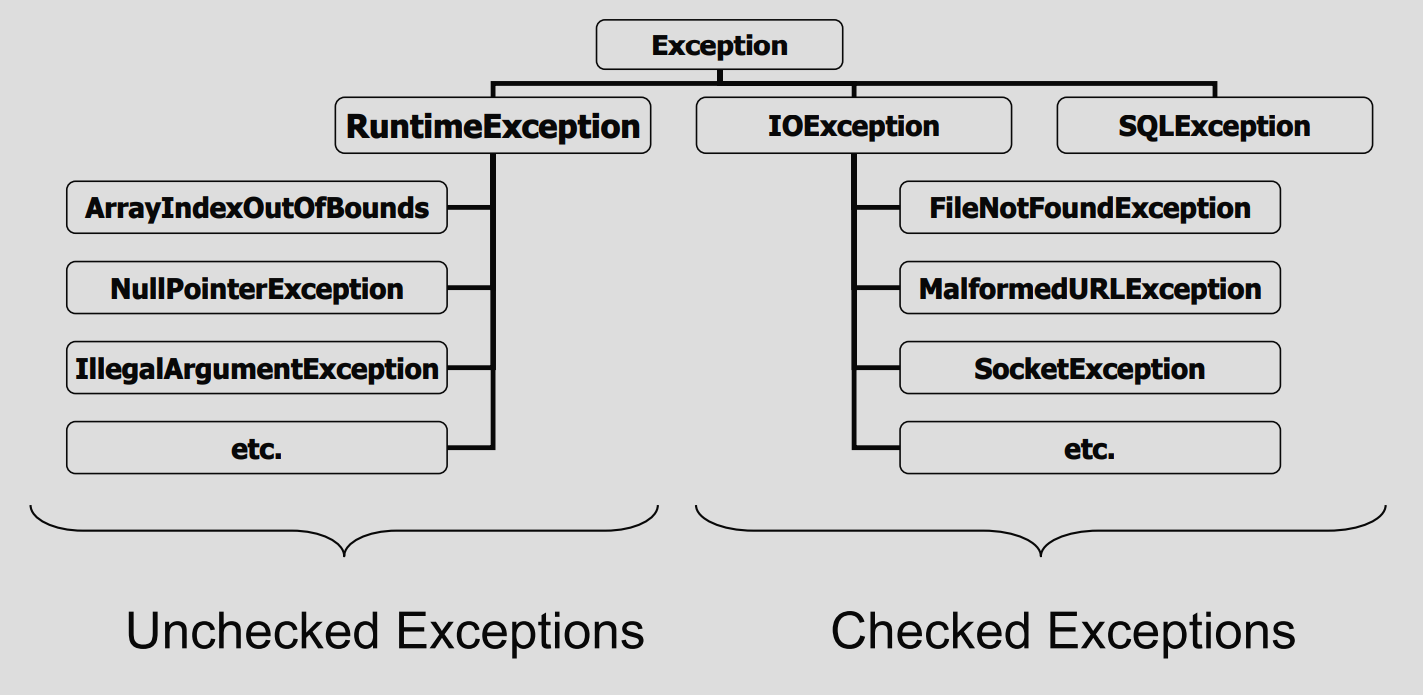 Exception
RuntimeException
IOException
SQLException
ArrayIndexOutOfBounds
FileNotFoundException
NullPointerException
MalformedURLException
IllegalArgumentException
SocketException
etc.
etc.
Unchecked Exceptions
Checked Exceptions